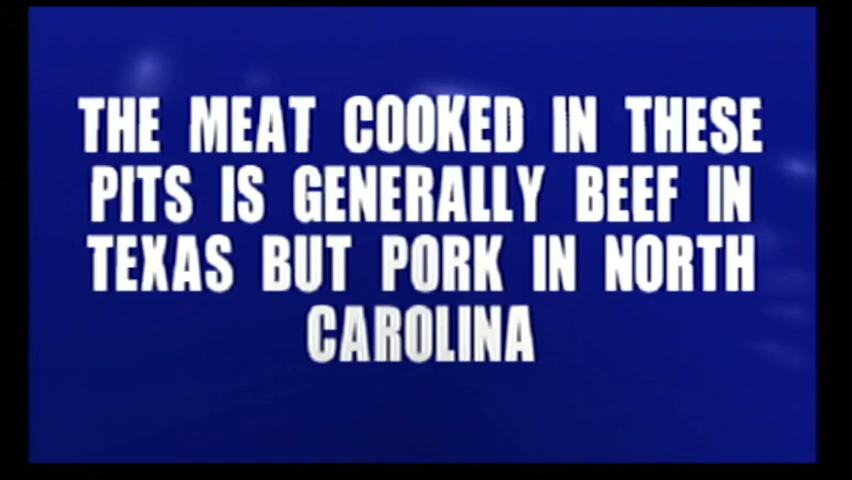 THE MEAT COOKED IN THESE
PITS IS GENERALLY BEEF IN
TEXAS BUT PORK IN NORTH
CAROLINA